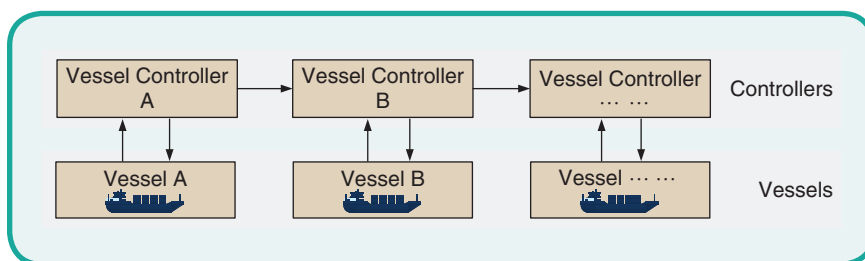 Vessel Controller
A
Vessel Controller
B
Vessel Controller
... ...
Controllers
Vessel A
Vessel B
Vessel ... ...
Vessels